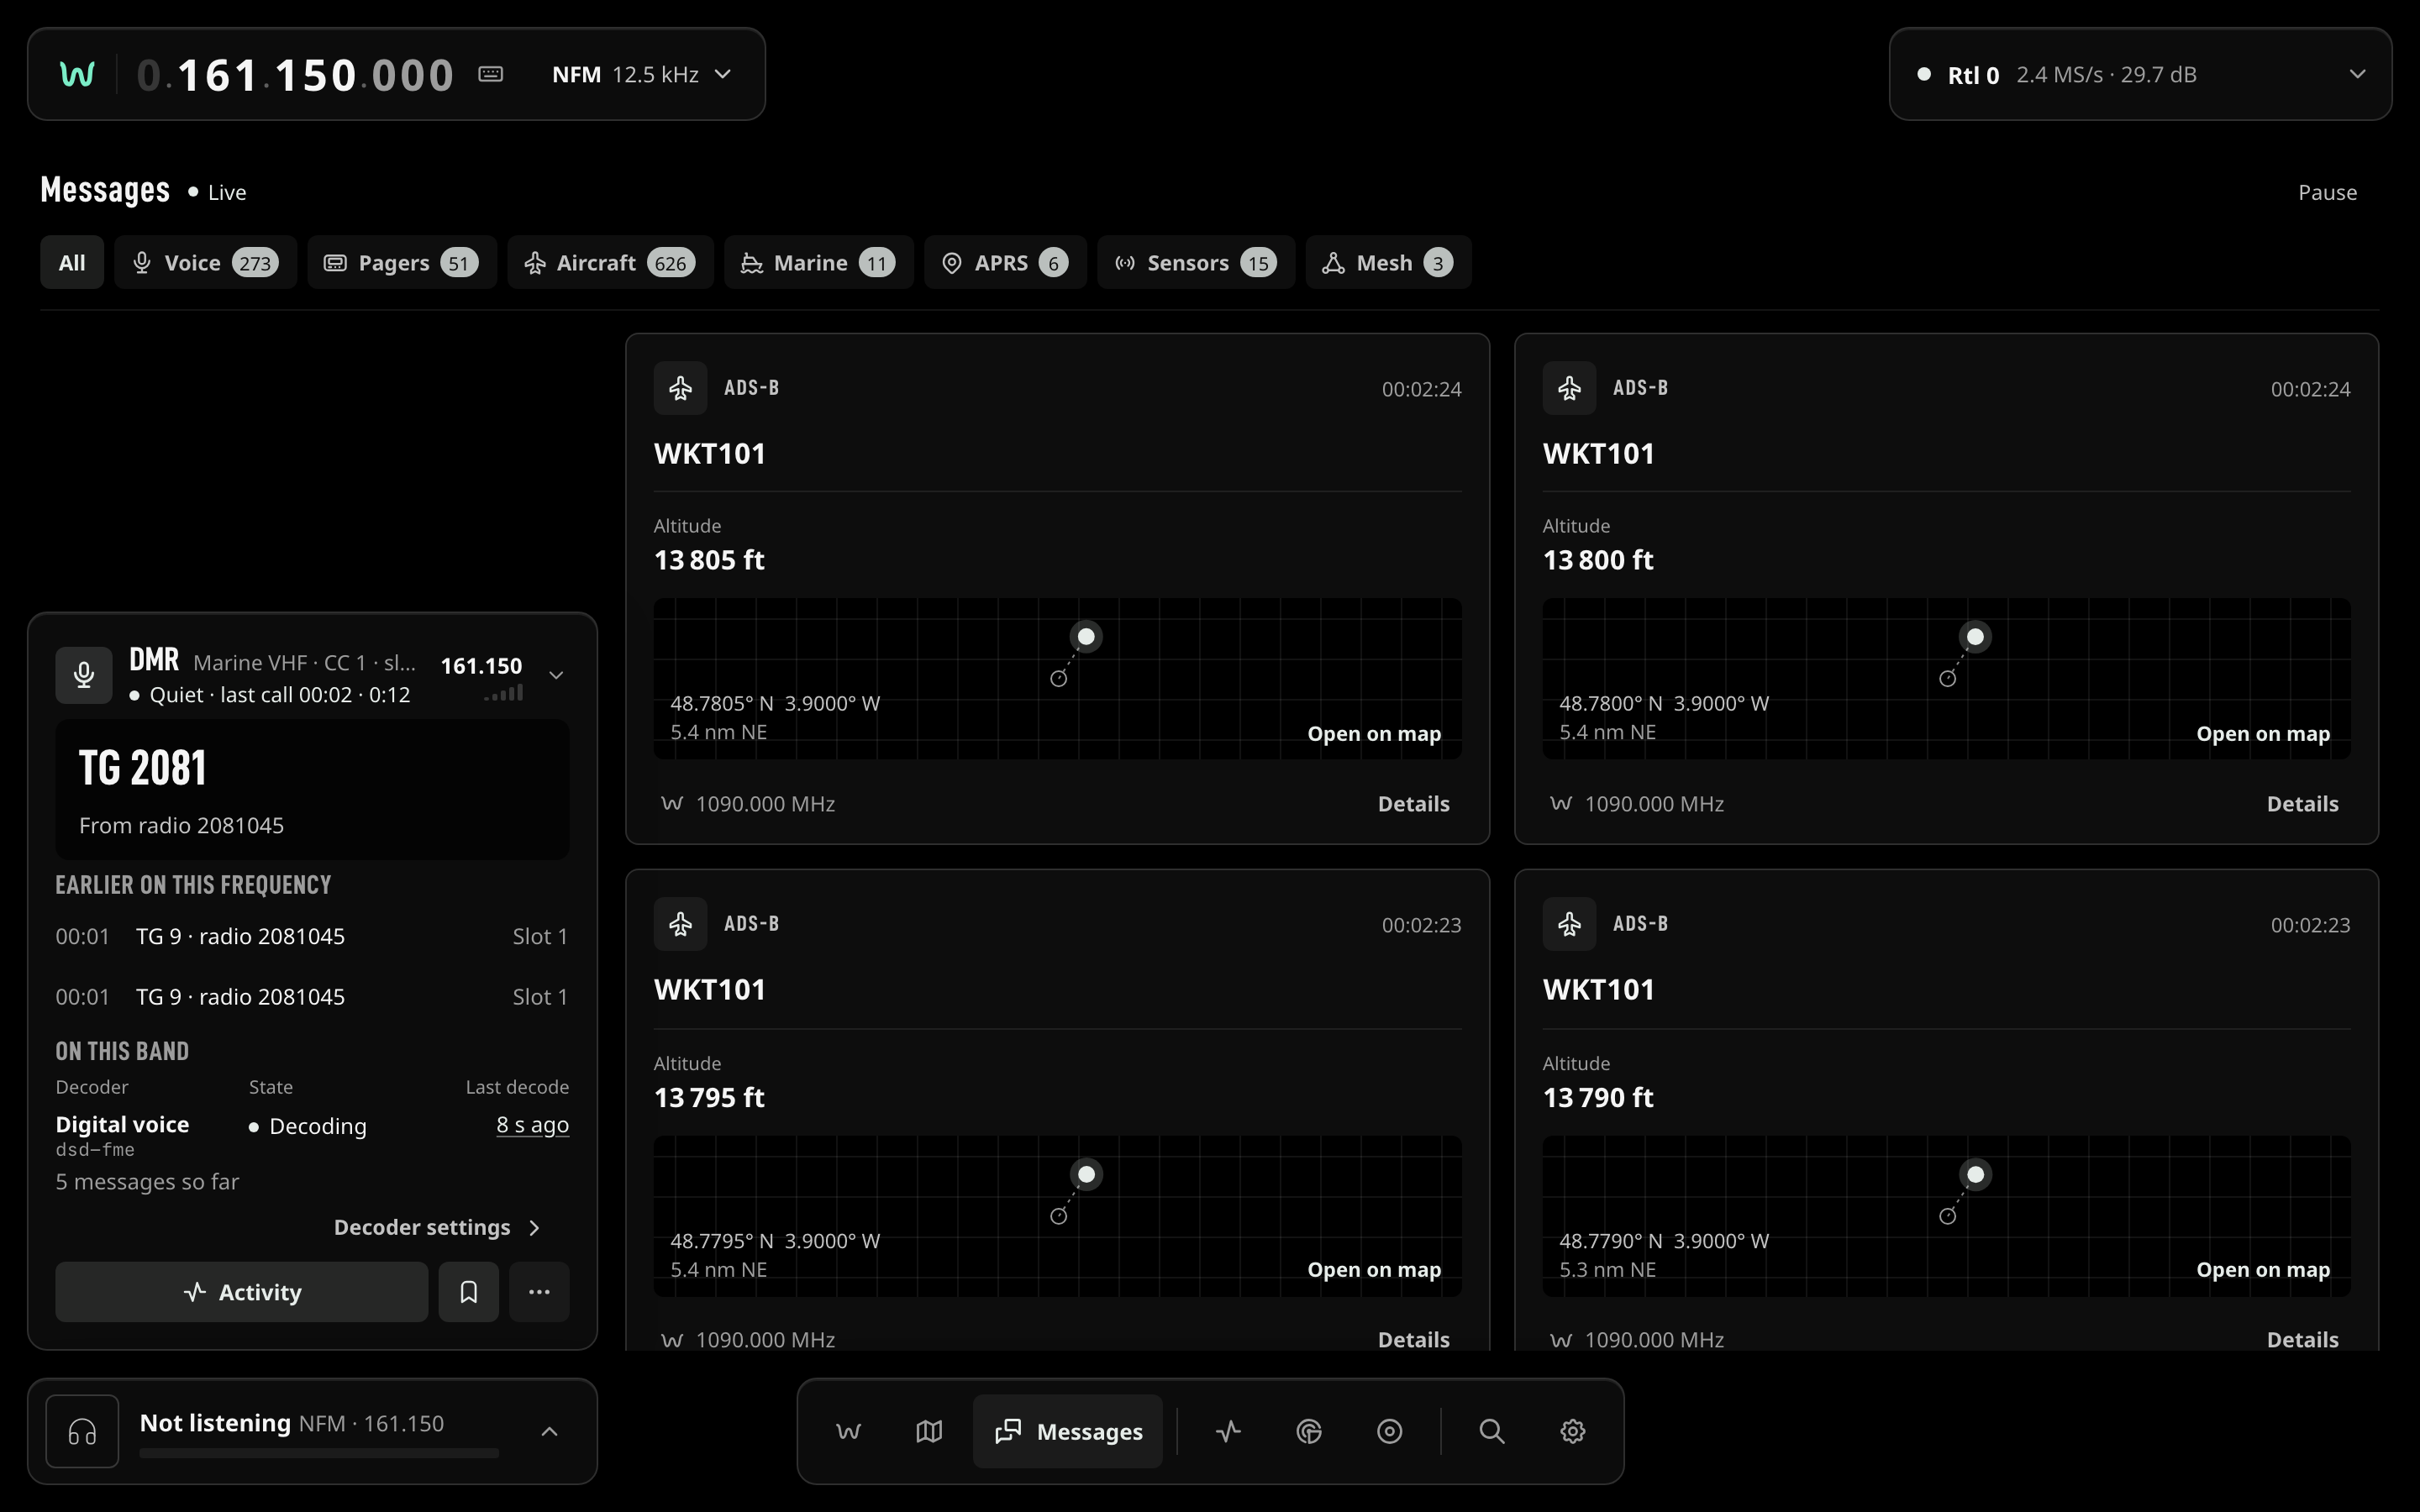 0.161.150.000
NFM 12.5 kHz
Rtl 0 2.4 MS/s · 29.7 dB
Messages Live
Pause
All Voice 273 Pagers 51 Aircraft 626 Marine 11 APRS 6 Sensors 15 Mesh 3
ADS-B 00:02:24
WKT101
Altitude
13 805 ft
48.7805° N 3.9000° W
5.4 nm NE
Open on map
1090.000 MHz Details
ADS-B 00:02:24
WKT101
Altitude
13 800 ft
48.7800° N 3.9000° W
5.4 nm NE
Open on map
1090.000 MHz Details
DMR Marine VHF · CC 1 · sl... 161.150
Quiet · last call 00:02 · 0:12
TG 2081
From radio 2081045
EARLIER ON THIS FREQUENCY
00:01 TG 9 · radio 2081045 Slot 1
00:01 TG 9 · radio 2081045 Slot 1
ON THIS BAND
Decoder State Last decode
Digital voice Decoding 8 s ago
dsd-fme
5 messages so far
Decoder settings
Activity
ADS-B 00:02:23
WKT101
Altitude
13 795 ft
48.7795° N 3.9000° W
5.4 nm NE
Open on map
1090.000 MHz Details
ADS-B 00:02:23
WKT101
Altitude
13 790 ft
48.7790° N 3.9000° W
5.3 nm NE
Open on map
1090.000 MHz Details
Not listening NFM · 161.150
Messages